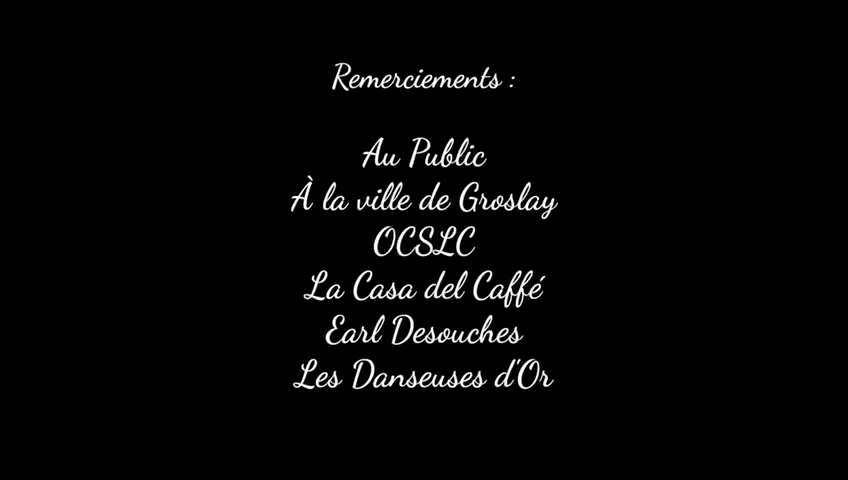 Remerciements :
Au Public
À la ville de Groslay
OCSLC
La Casa del Caffé
Earl Desouches
Les Danseuses d'Or